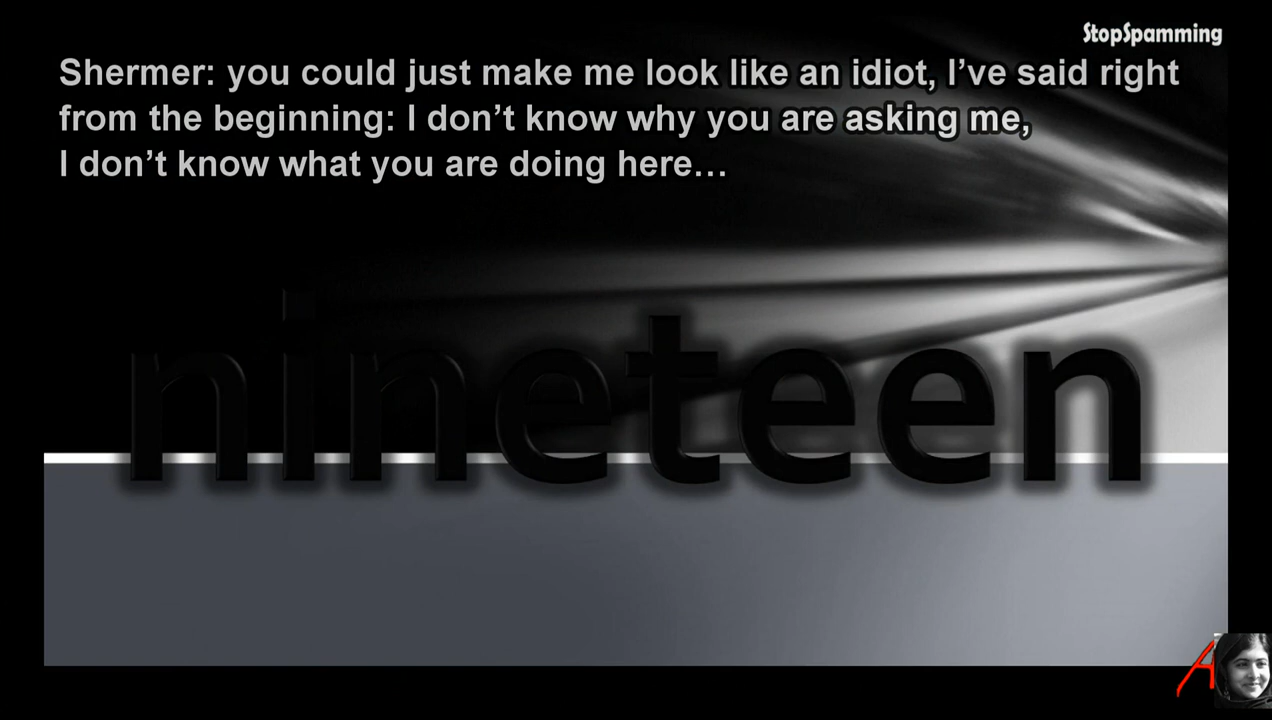 StopSpamming
Shermer: you could just make me look like an idiot, I’ve said right
from the beginning: I don’t know why you are asking me,
I don’t know what you are doing here…
nineteen
A